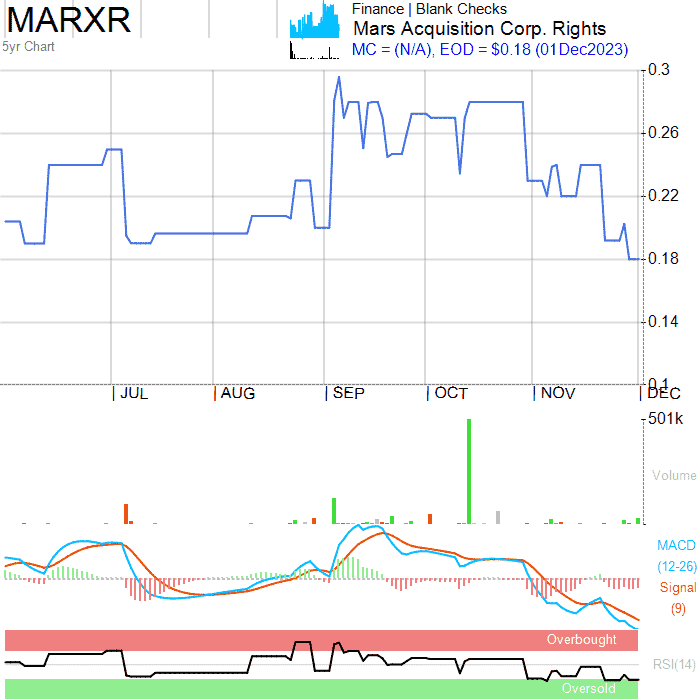 MARXR
Finance | Blank Checks
Mars Acquisition Corp. Rights
5yr Chart
MC = (N/A), EOD = $0.18 (01Dec2023)
0.3
0.26
0.22
0.18
0.14
0.1
JUL AUG SEP OCT NOV DEC
501k
Volume
MACD
(12-26)
Signal
(9)
Overbought
RSI(14)
Oversold